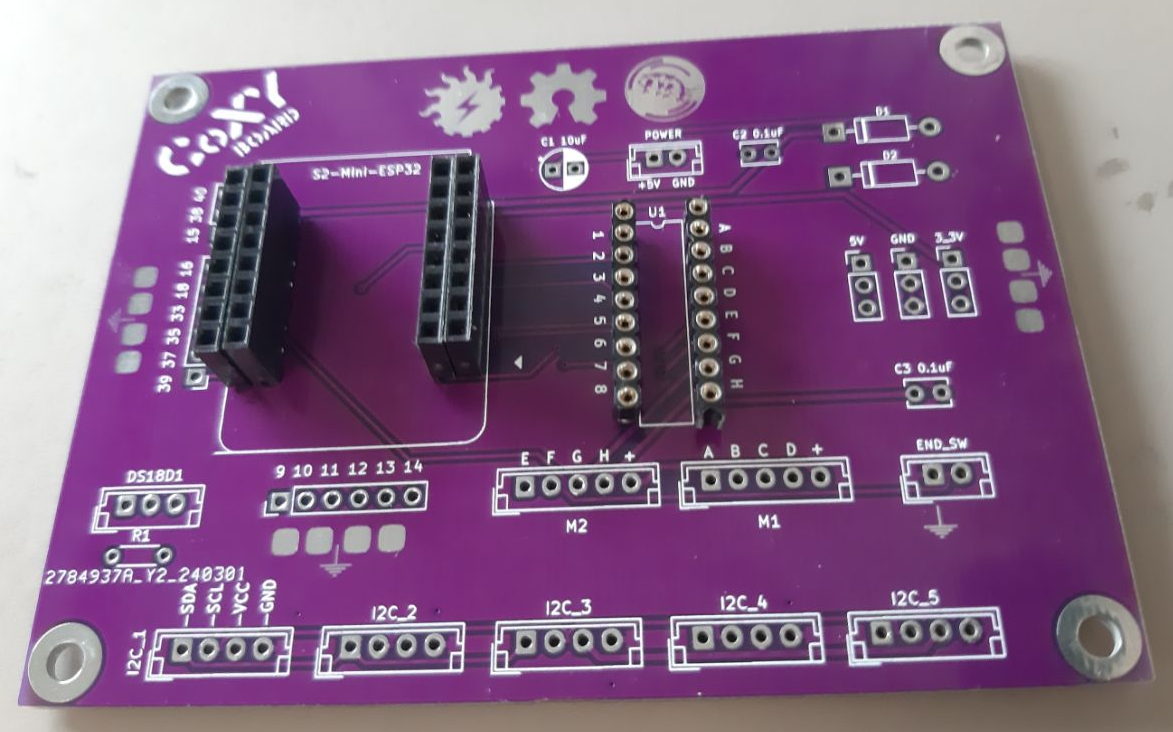 COXY
BOARD
S2-Mini-ESP32
C1 10uF
POWER
+5V GND
C2 0.1uF
D1
D2
15 38 40
39 37 35 33 18 16
U1
1
2
3
4
5
6
7
8
A
B
C
D
E
F
G
H
5V
GND
3_3V
C3 0.1uF
END_SW
DS18D1
R1
2784937A_Y2_240301
9 10 11 12 13 14
E F G H +
M2
A B C D +
M1
I2C_1
-SDA
-SCL
-VCC
-GND
I2C_2
I2C_3
I2C_4
I2C_5